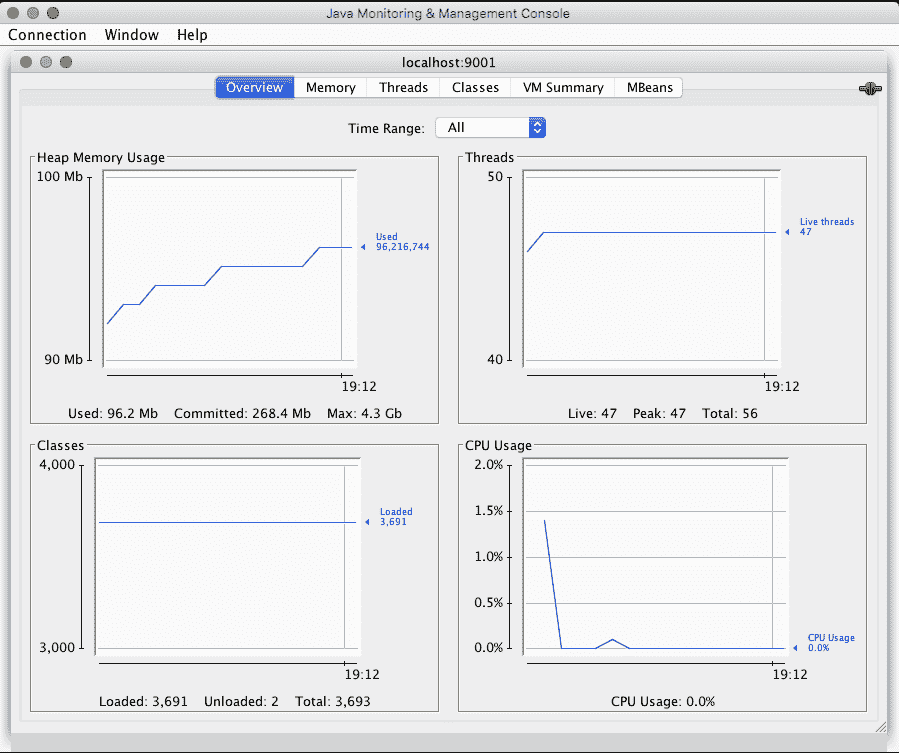 Java Monitoring & Management Console
Connection Window Help
localhost:9001
Overview Memory Threads Classes VM Summary MBeans
Time Range: All
Heap Memory Usage
100 Mb
90 Mb
Used
96,216,744
19:12
Used: 96.2 Mb Committed: 268.4 Mb Max: 4.3 Gb
Threads
50
40
Live threads
47
19:12
Live: 47 Peak: 47 Total: 56
Classes
4,000
3,000
Loaded
3,691
19:12
Loaded: 3,691 Unloaded: 2 Total: 3,693
CPU Usage
2.0%
1.5%
1.0%
0.5%
0.0%
CPU Usage
0.0%
19:12
CPU Usage: 0.0%